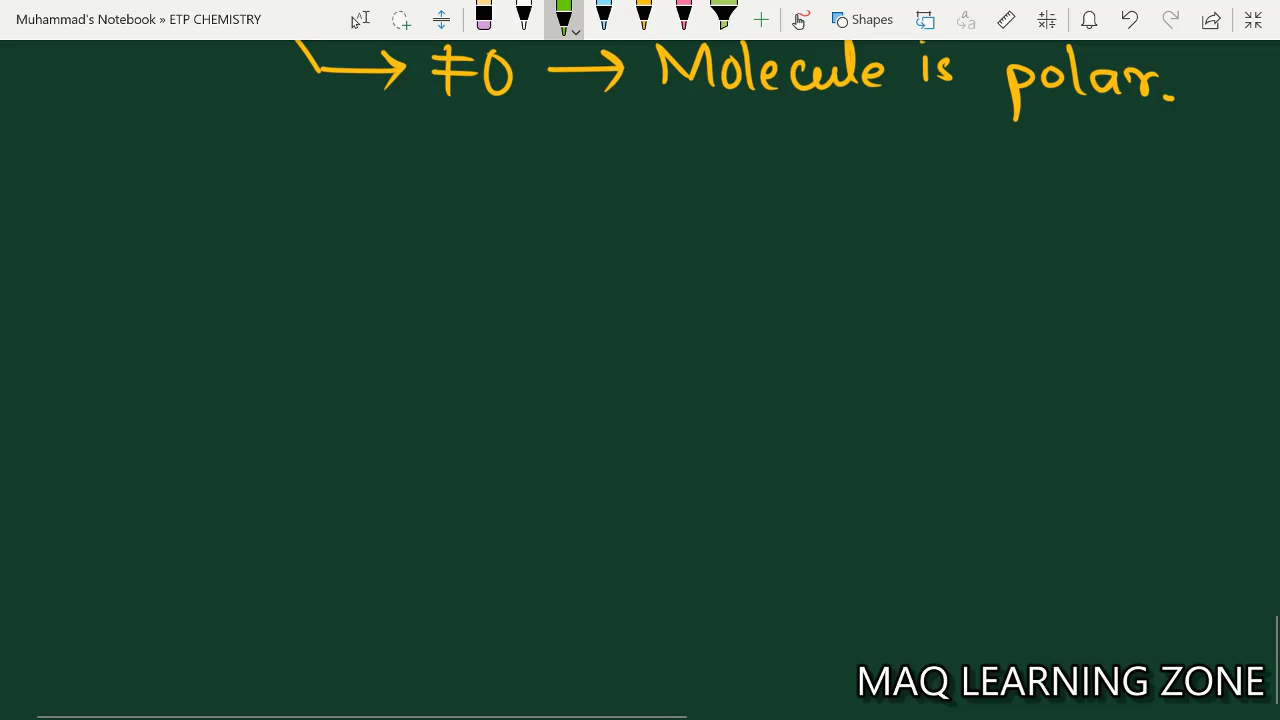 Muhammad's Notebook » ETP CHEMISTRY
Shapes
→ ≠0 → Molecule is polar.
MAQ LEARNING ZONE